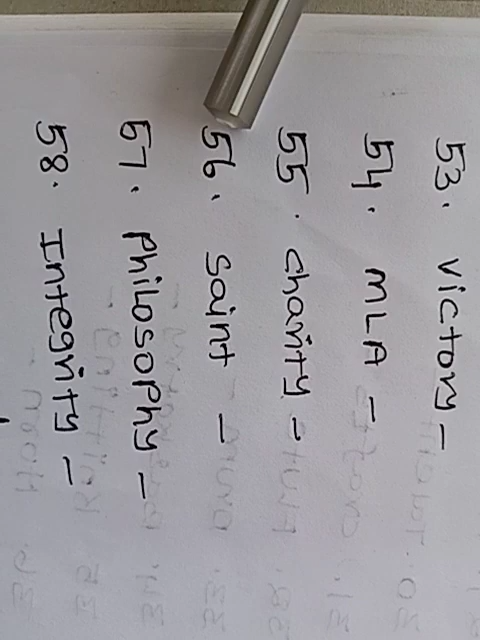 53. victory -
54. MLA -
55. charity -
56. saint -
57. Philosophy -
58. Integrity -